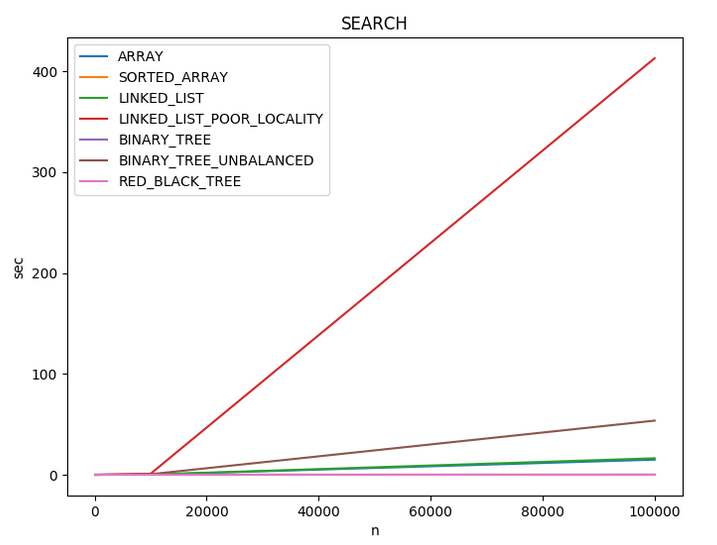 SEARCH
ARRAY
SORTED_ARRAY
LINKED_LIST
LINKED_LIST_POOR_LOCALITY
BINARY_TREE
BINARY_TREE_UNBALANCED
RED_BLACK_TREE
400
300
200
100
0
sec
0 20000 40000 60000 80000 100000
n